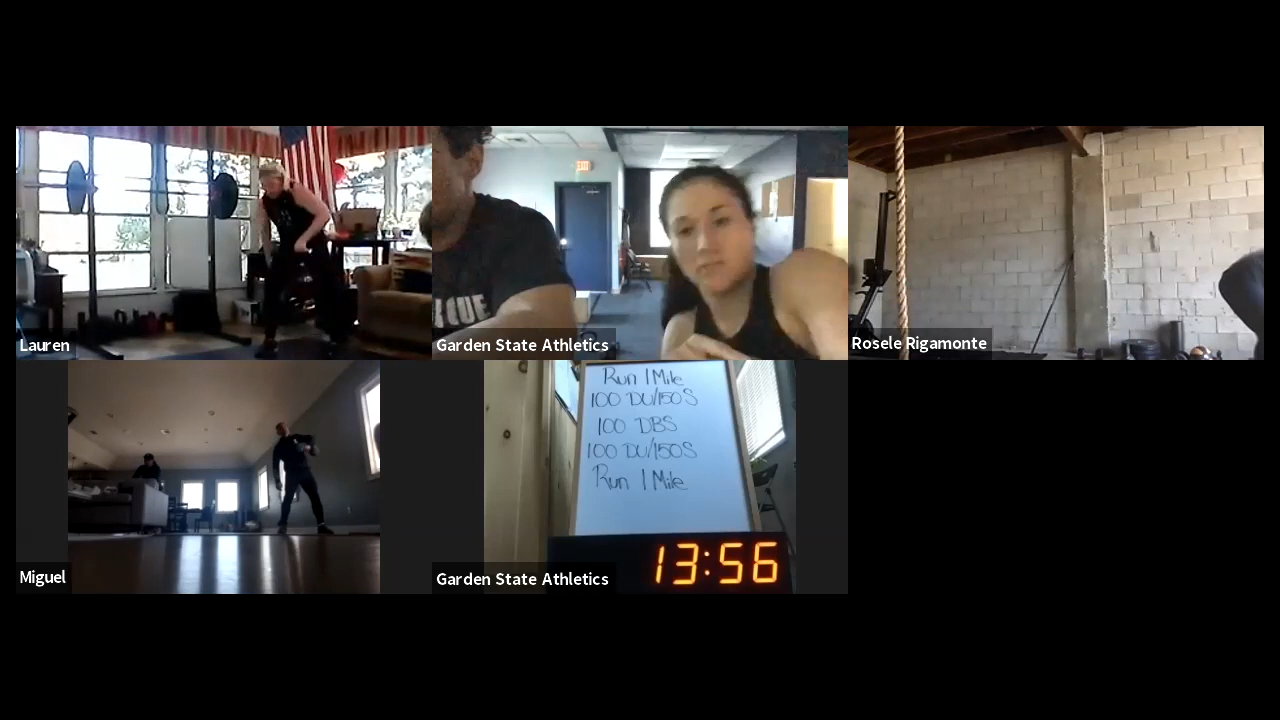 EXIT
Lauren
Garden State Athletics
Rosele Rigamonte
Run 1 Mile
100 DU/150 S
100 DBS
100 DU/150 S
Run 1 Mile
Miguel
Garden State Athletics
13:56